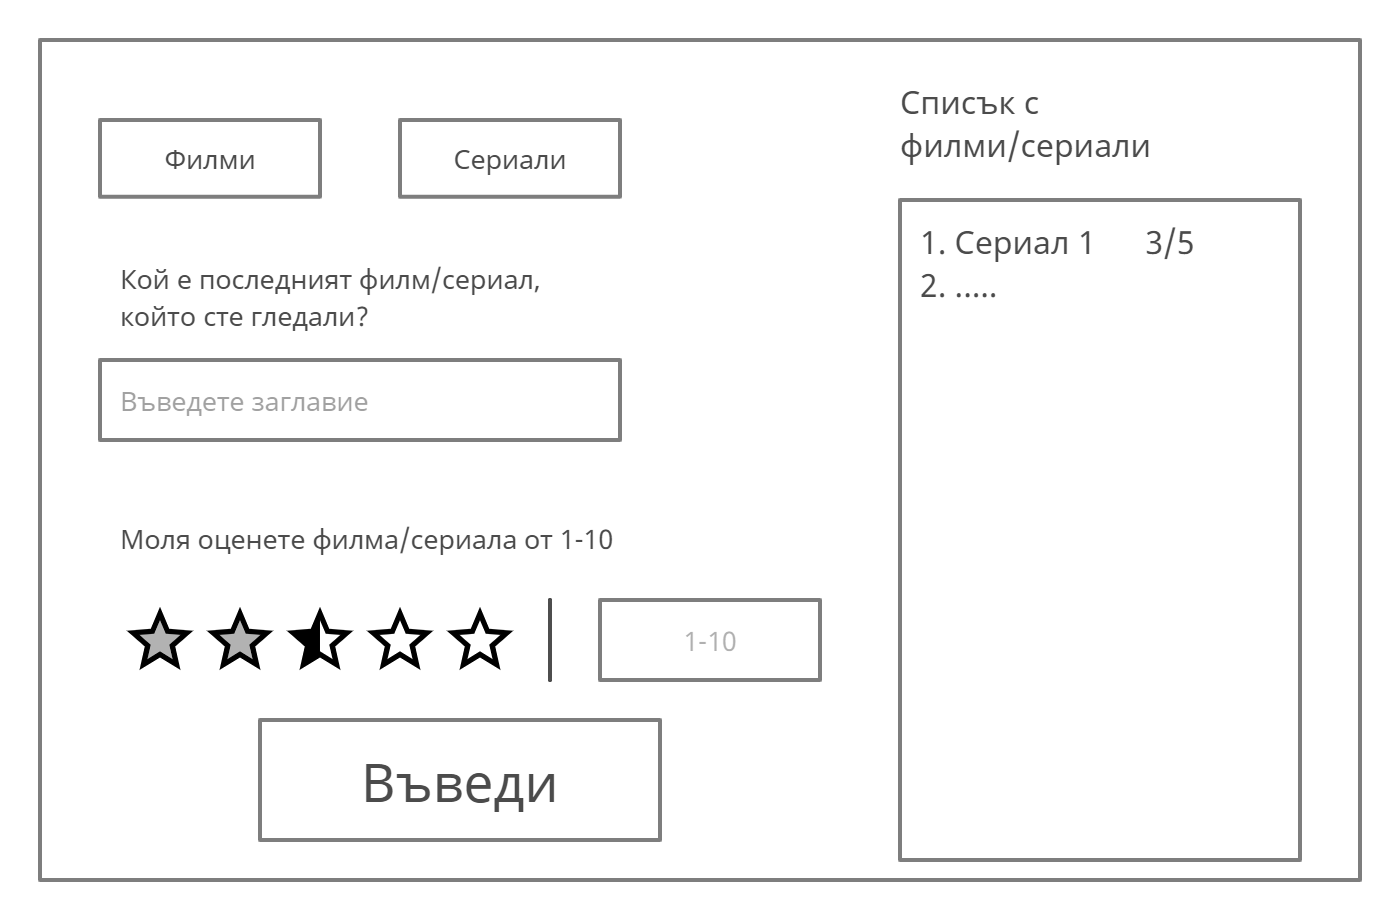 Филми
Сериали
Кой е последният филм/сериал,
който сте гледали?
Въведете заглавие
Моля оценете филма/сериала от 1-10
1-10
Въведи
Списък с
филми/сериали
1. Сериал 1 3/5
2. .....